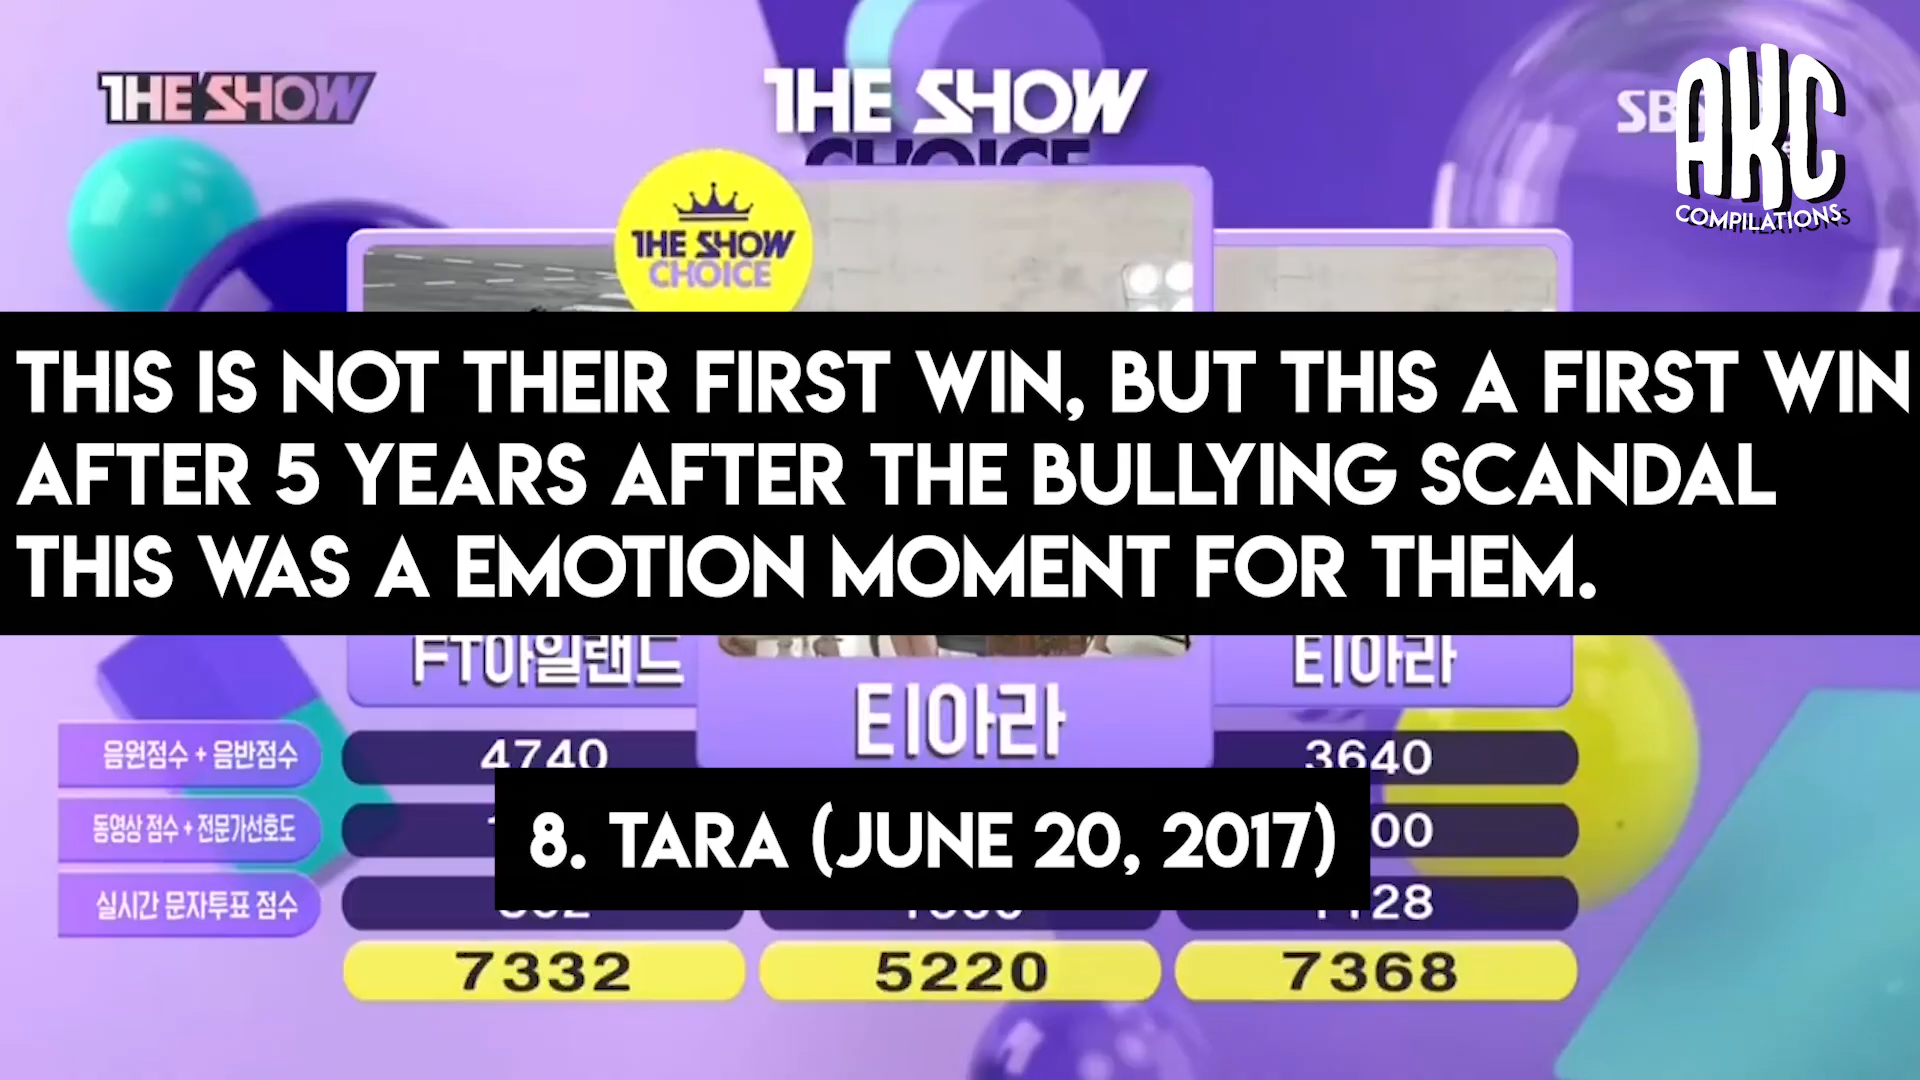 THE SHOW
THE SHOW
CHOICE
SBS
AKC
COMPILATIONS
THE SHOW
CHOICE
THIS IS NOT THEIR FIRST WIN, BUT THIS A FIRST WIN
AFTER 5 YEARS AFTER THE BULLYING SCANDAL
THIS WAS A EMOTION MOMENT FOR THEM.
FT아일랜드
티아라
티아라
음원점수 + 음반점수
4740
3640
8. TARA (JUNE 20, 2017)
동영상 점수 + 전문가선호도
실시간 문자투표 점수
7332
5220
7368